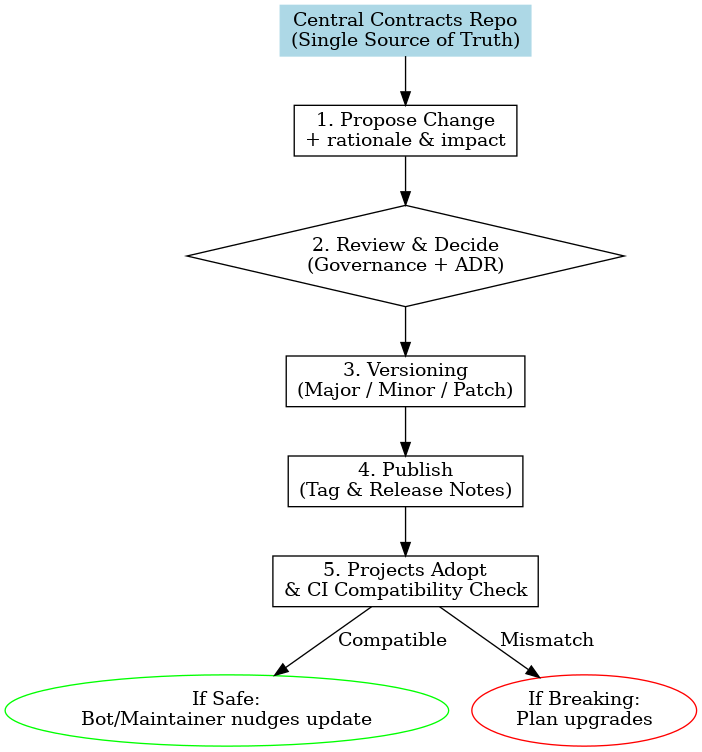 Central Contracts Repo
(Single Source of Truth)
1. Propose Change
+ rationale & impact
2. Review & Decide
(Governance + ADR)
3. Versioning
(Major / Minor / Patch)
4. Publish
(Tag & Release Notes)
5. Projects Adopt
& CI Compatibility Check
Compatible
Mismatch
If Safe:
Bot/Maintainer nudges update
If Breaking:
Plan upgrades